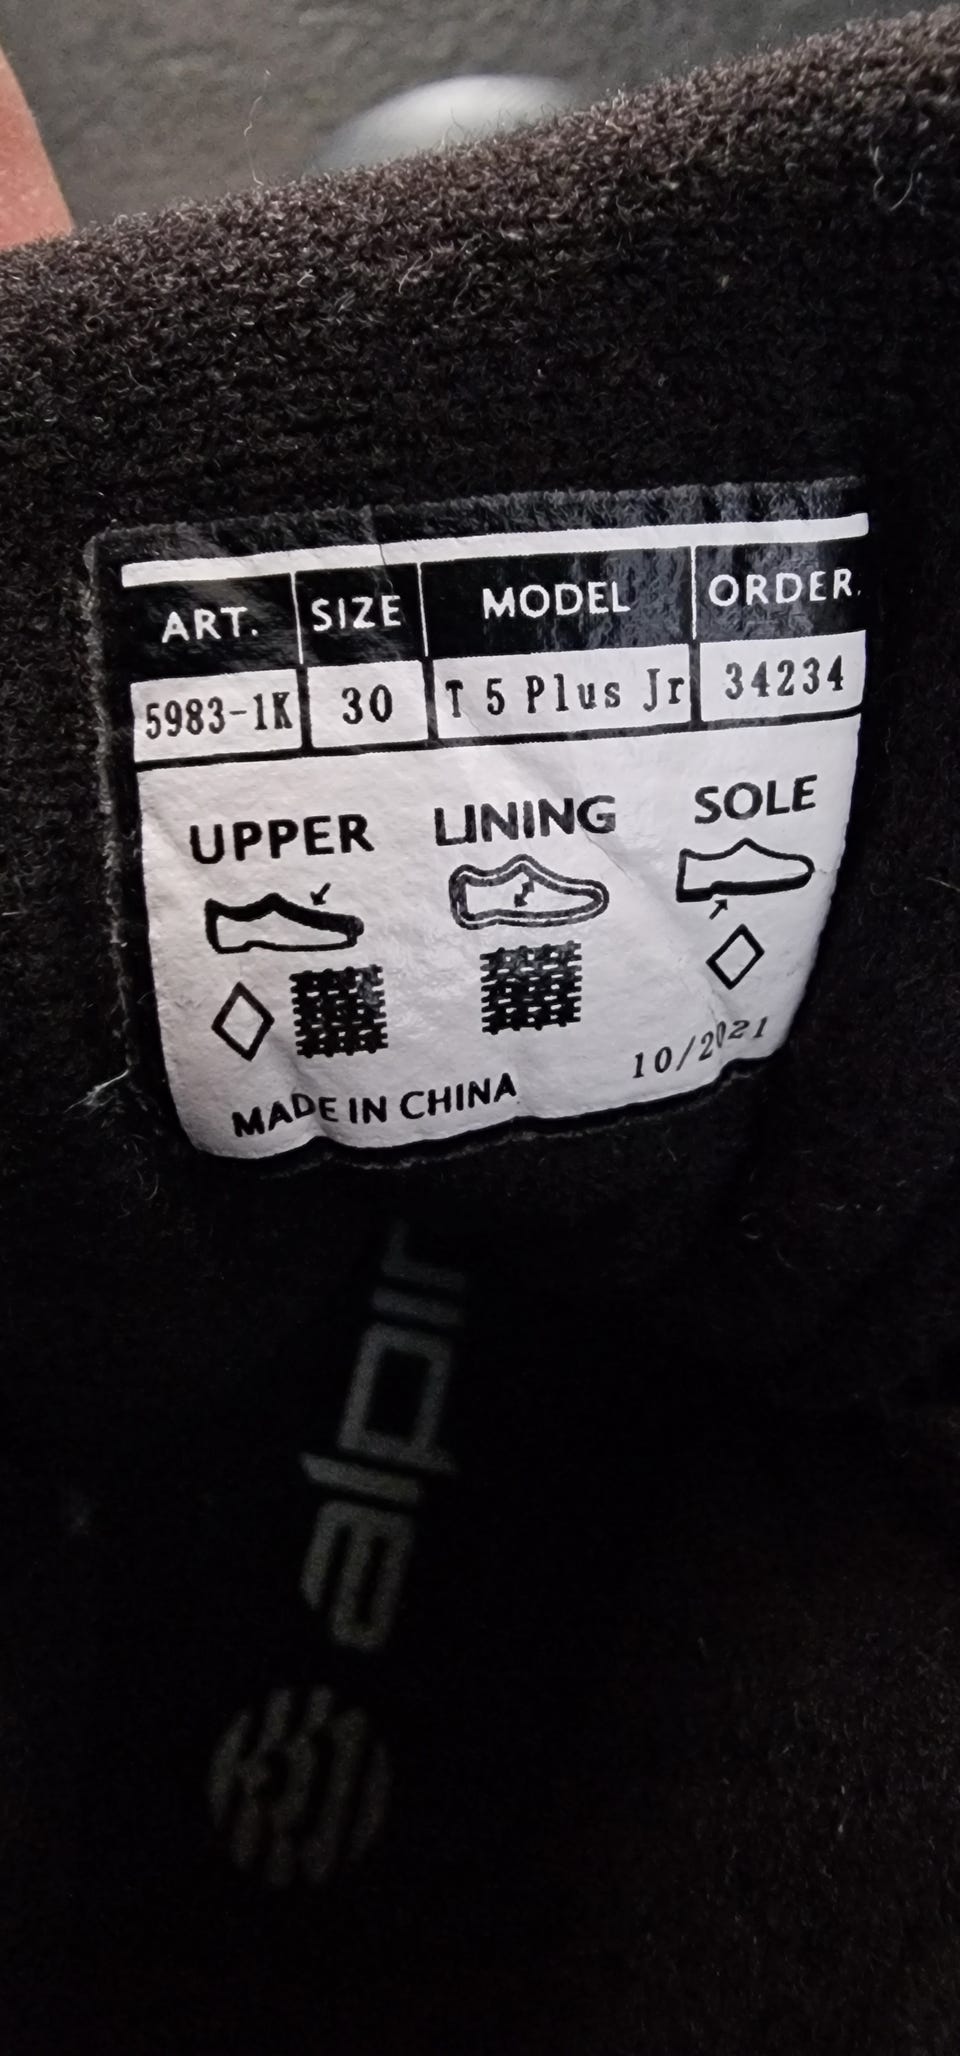 ART. SIZE MODEL ORDER.
5983-1K 30 T 5 Plus Jr 34234
UPPER LINING SOLE
10/2021
MADE IN CHINA